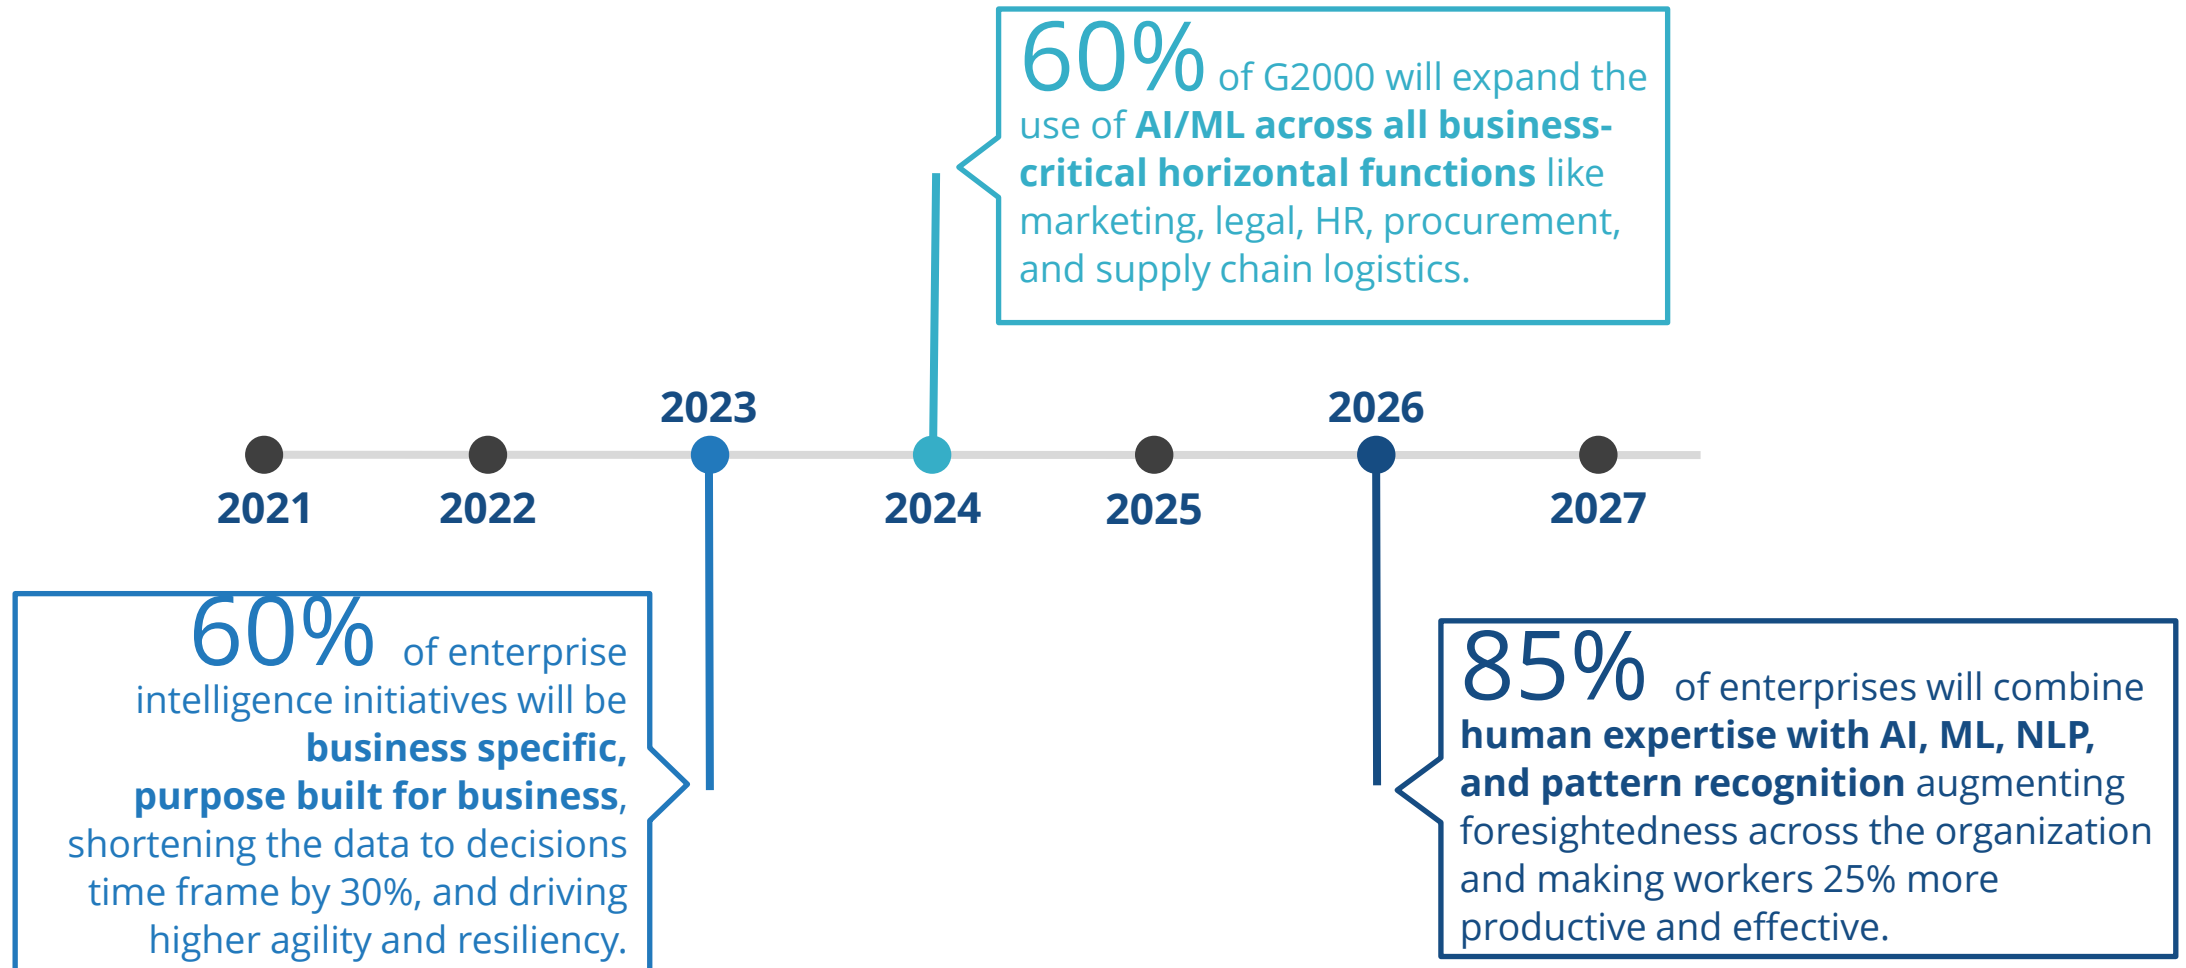 60% of G2000 will expand the
use of AI/ML across all business-
critical horizontal functions like
marketing, legal, HR, procurement,
and supply chain logistics.
2023
2026
2021
2022
2024
2025
2027
60% of enterprise
intelligence initiatives will be
business specific,
purpose built for business,
shortening the data to decisions
time frame by 30%, and driving
higher agility and resiliency.
85% of enterprises will combine
human expertise with AI, ML, NLP,
and pattern recognition augmenting
foresightedness across the organization
and making workers 25% more
productive and effective.